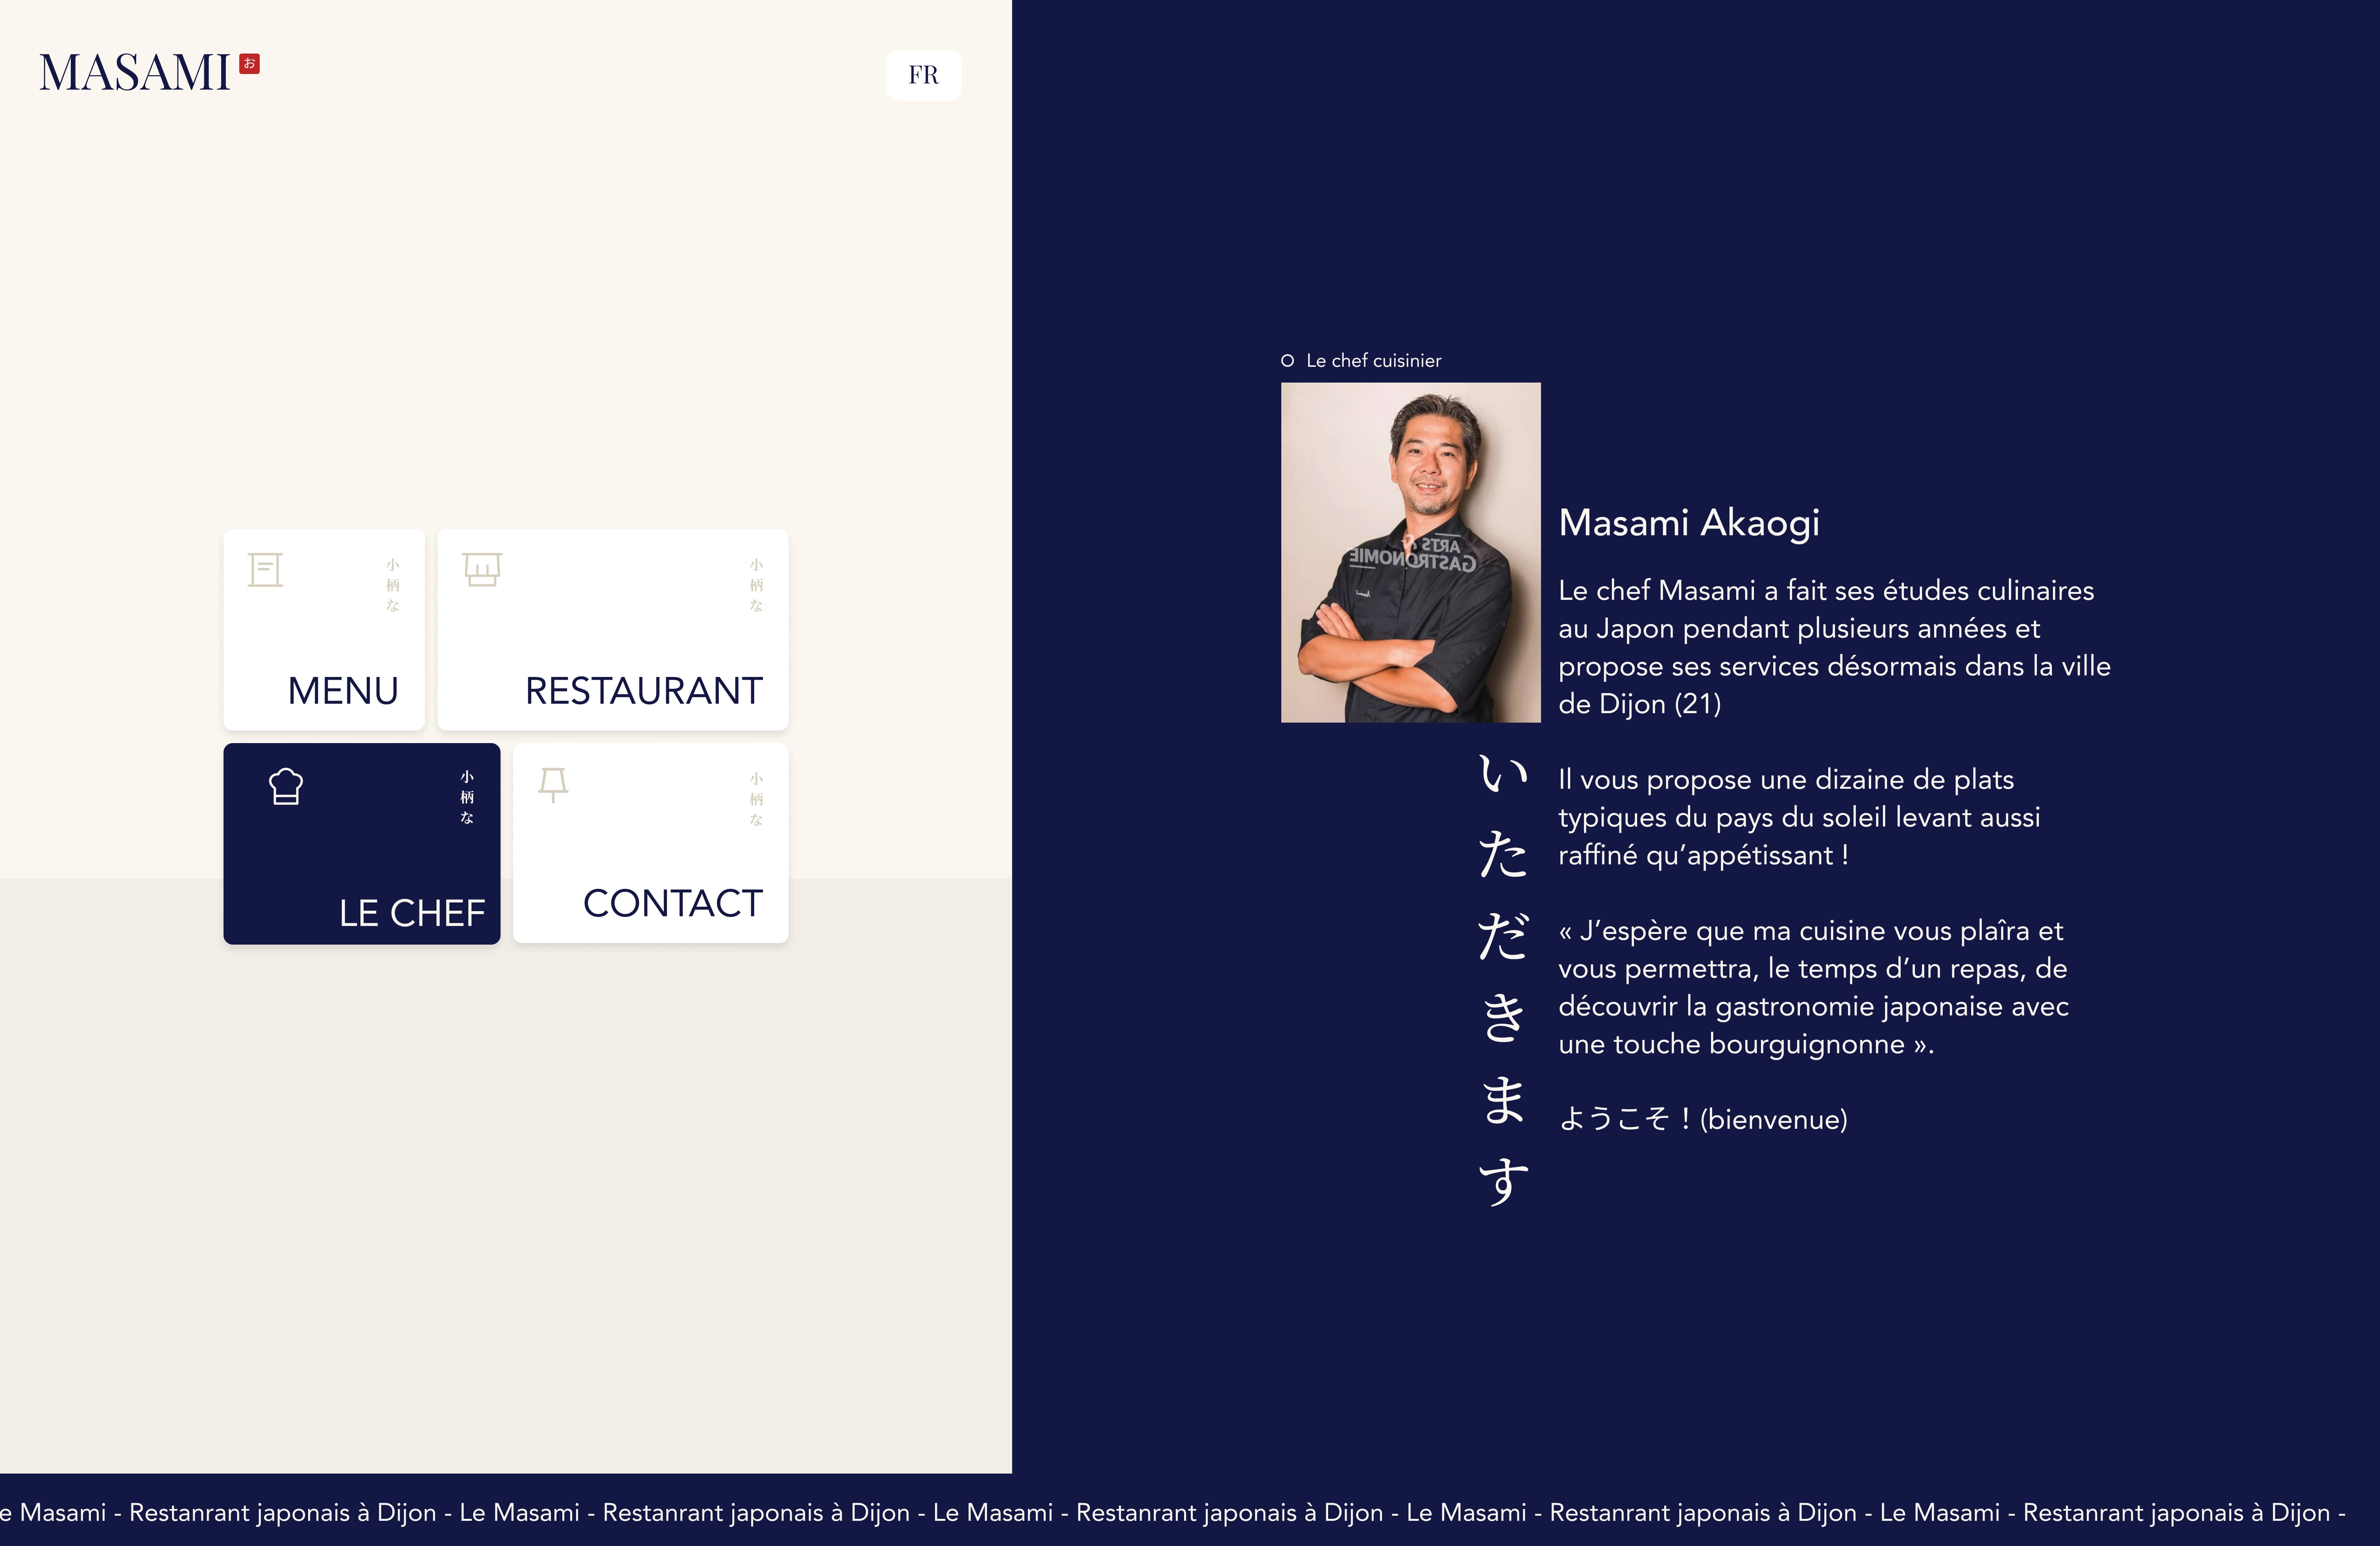 MASAMI お
FR
小柄な
MENU
小柄な
RESTAURANT
小柄な
LE CHEF
小柄な
CONTACT
Le chef cuisinier
ARTS &
GASTRONOMIE
Masami Akaogi
Le chef Masami a fait ses études culinaires
au Japon pendant plusieurs années et
propose ses services désormais dans la ville
de Dijon (21)
Il vous propose une dizaine de plats
typiques du pays du soleil levant aussi
raffiné qu’appétissant !
« J’espère que ma cuisine vous plaîra et
vous permettra, le temps d’un repas, de
découvrir la gastronomie japonaise avec
une touche bourguignonne ».
ようこそ！(bienvenue)
いただきます
e Masami - Restanrant japonais à Dijon - Le Masami - Restanrant japonais à Dijon - Le Masami - Restanrant japonais à Dijon - Le Masami - Restanrant japonais à Dijon - Le Masami - Restanrant japonais à Dijon -